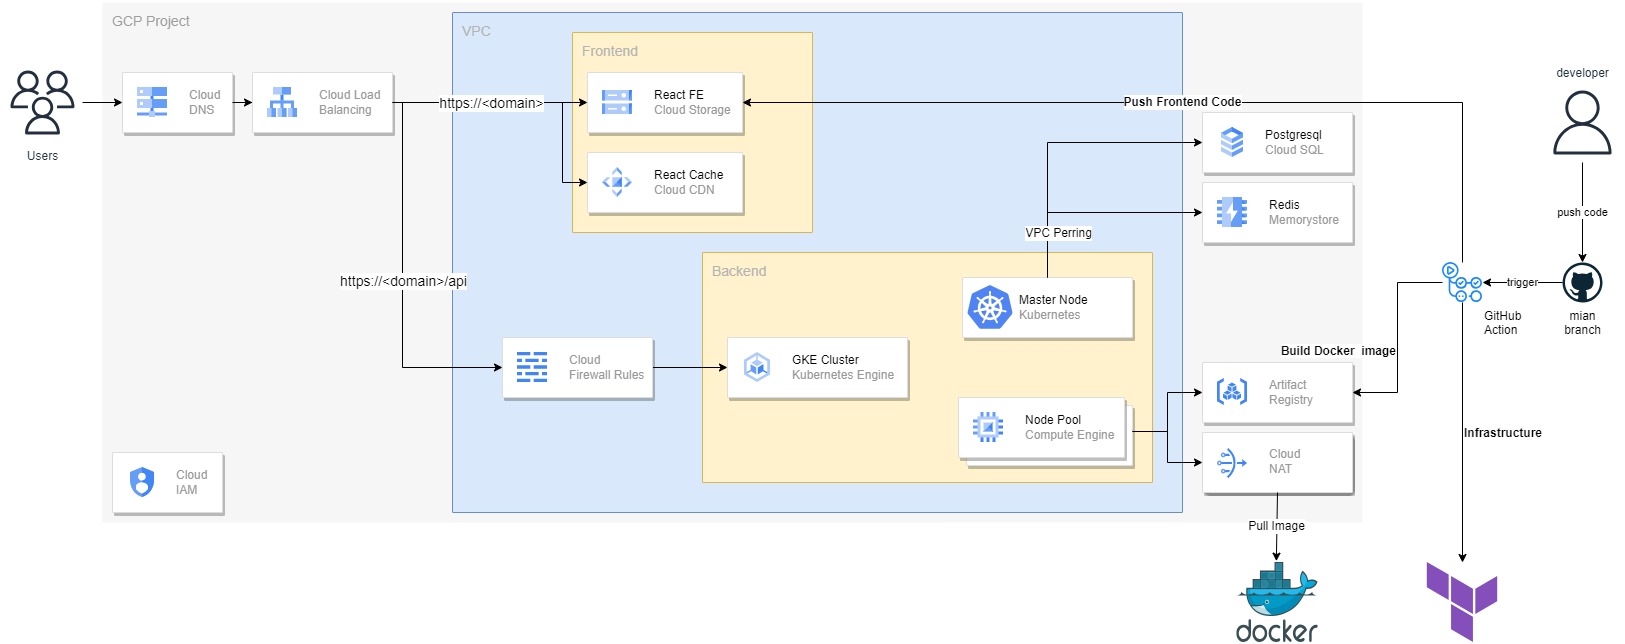 GCP Project
VPC
Frontend
developer
Users
Cloud
DNS
Cloud Load
Balancing
https://<domain>
React FE
Cloud Storage
Push Frontend Code
Postgresql
Cloud SQL
React Cache
Cloud CDN
Redis
Memorystore
push code
VPC Perring
https://<domain>/api
Backend
Master Node
Kubernetes
trigger
GitHub
Action
mian
branch
Build Docker image
Cloud
Firewall Rules
GKE Cluster
Kubernetes Engine
Artifact
Registry
Node Pool
Compute Engine
Infrastructure
Cloud
NAT
Cloud
IAM
Pull Image
docker